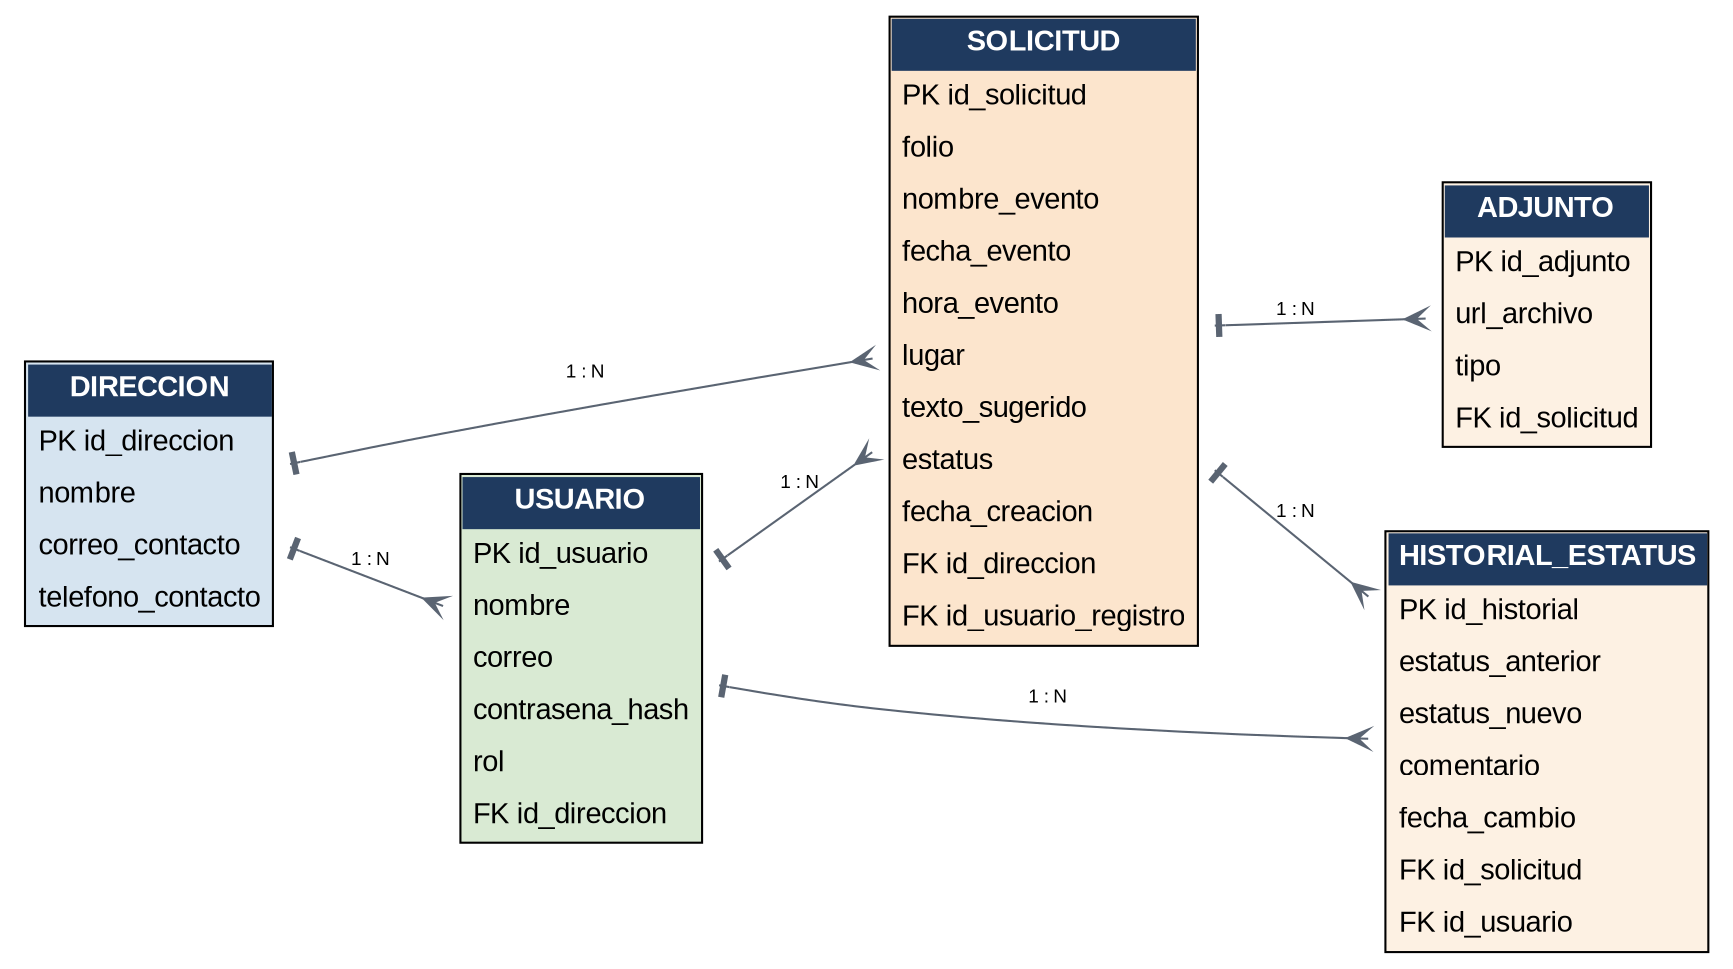 DIRECCION
PK id_direccion
nombre
correo_contacto
telefono_contacto
1 : N
1 : N
USUARIO
PK id_usuario
nombre
correo
contrasena_hash
rol
FK id_direccion
1 : N
1 : N
SOLICITUD
PK id_solicitud
folio
nombre_evento
fecha_evento
hora_evento
lugar
texto_sugerido
estatus
fecha_creacion
FK id_direccion
FK id_usuario_registro
1 : N
1 : N
ADJUNTO
PK id_adjunto
url_archivo
tipo
FK id_solicitud
HISTORIAL_ESTATUS
PK id_historial
estatus_anterior
estatus_nuevo
comentario
fecha_cambio
FK id_solicitud
FK id_usuario